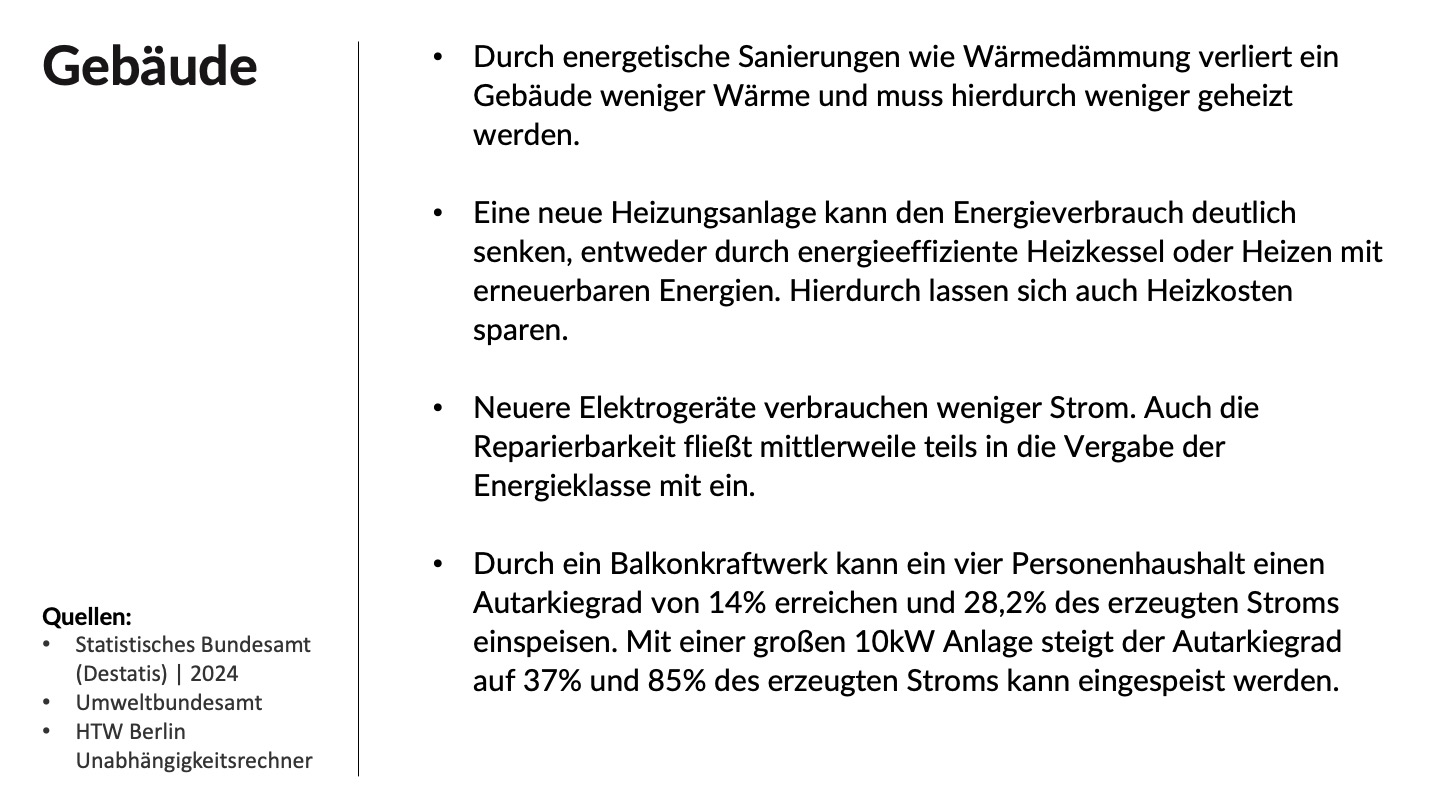 Gebäude
• Durch energetische Sanierungen wie Wärmedämmung verliert ein
Gebäude weniger Wärme und muss hierdurch weniger geheizt
werden.
• Eine neue Heizungsanlage kann den Energieverbrauch deutlich
senken, entweder durch energieeffiziente Heizkessel oder Heizen mit
erneuerbaren Energien. Hierdurch lassen sich auch Heizkosten
sparen.
• Neuere Elektrogeräte verbrauchen weniger Strom. Auch die
Reparierbarkeit fließt mittlerweile teils in die Vergabe der
Energieklasse mit ein.
• Durch ein Balkonkraftwerk kann ein vier Personenhaushalt einen
Autarkiegrad von 14% erreichen und 28,2% des erzeugten Stroms
einspeisen. Mit einer großen 10kW Anlage steigt der Autarkiegrad
auf 37% und 85% des erzeugten Stroms kann eingespeist werden.
Quellen:
• Statistisches Bundesamt
(Destatis) | 2024
• Umweltbundesamt
• HTW Berlin
Unabhängigkeitsrechner